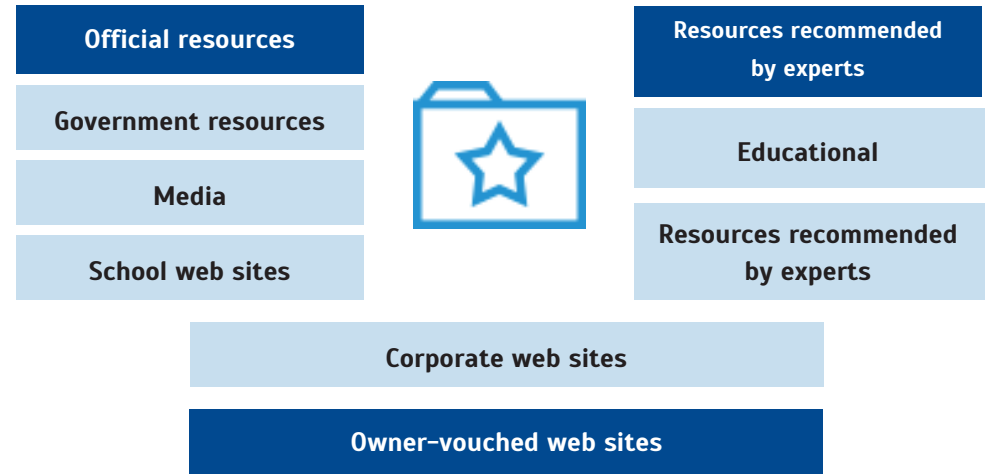 Official resources
Government resources
Media
School web sites
Resources recommended
by experts
Educational
Resources recommended
by experts
Corporate web sites
Owner-vouched web sites